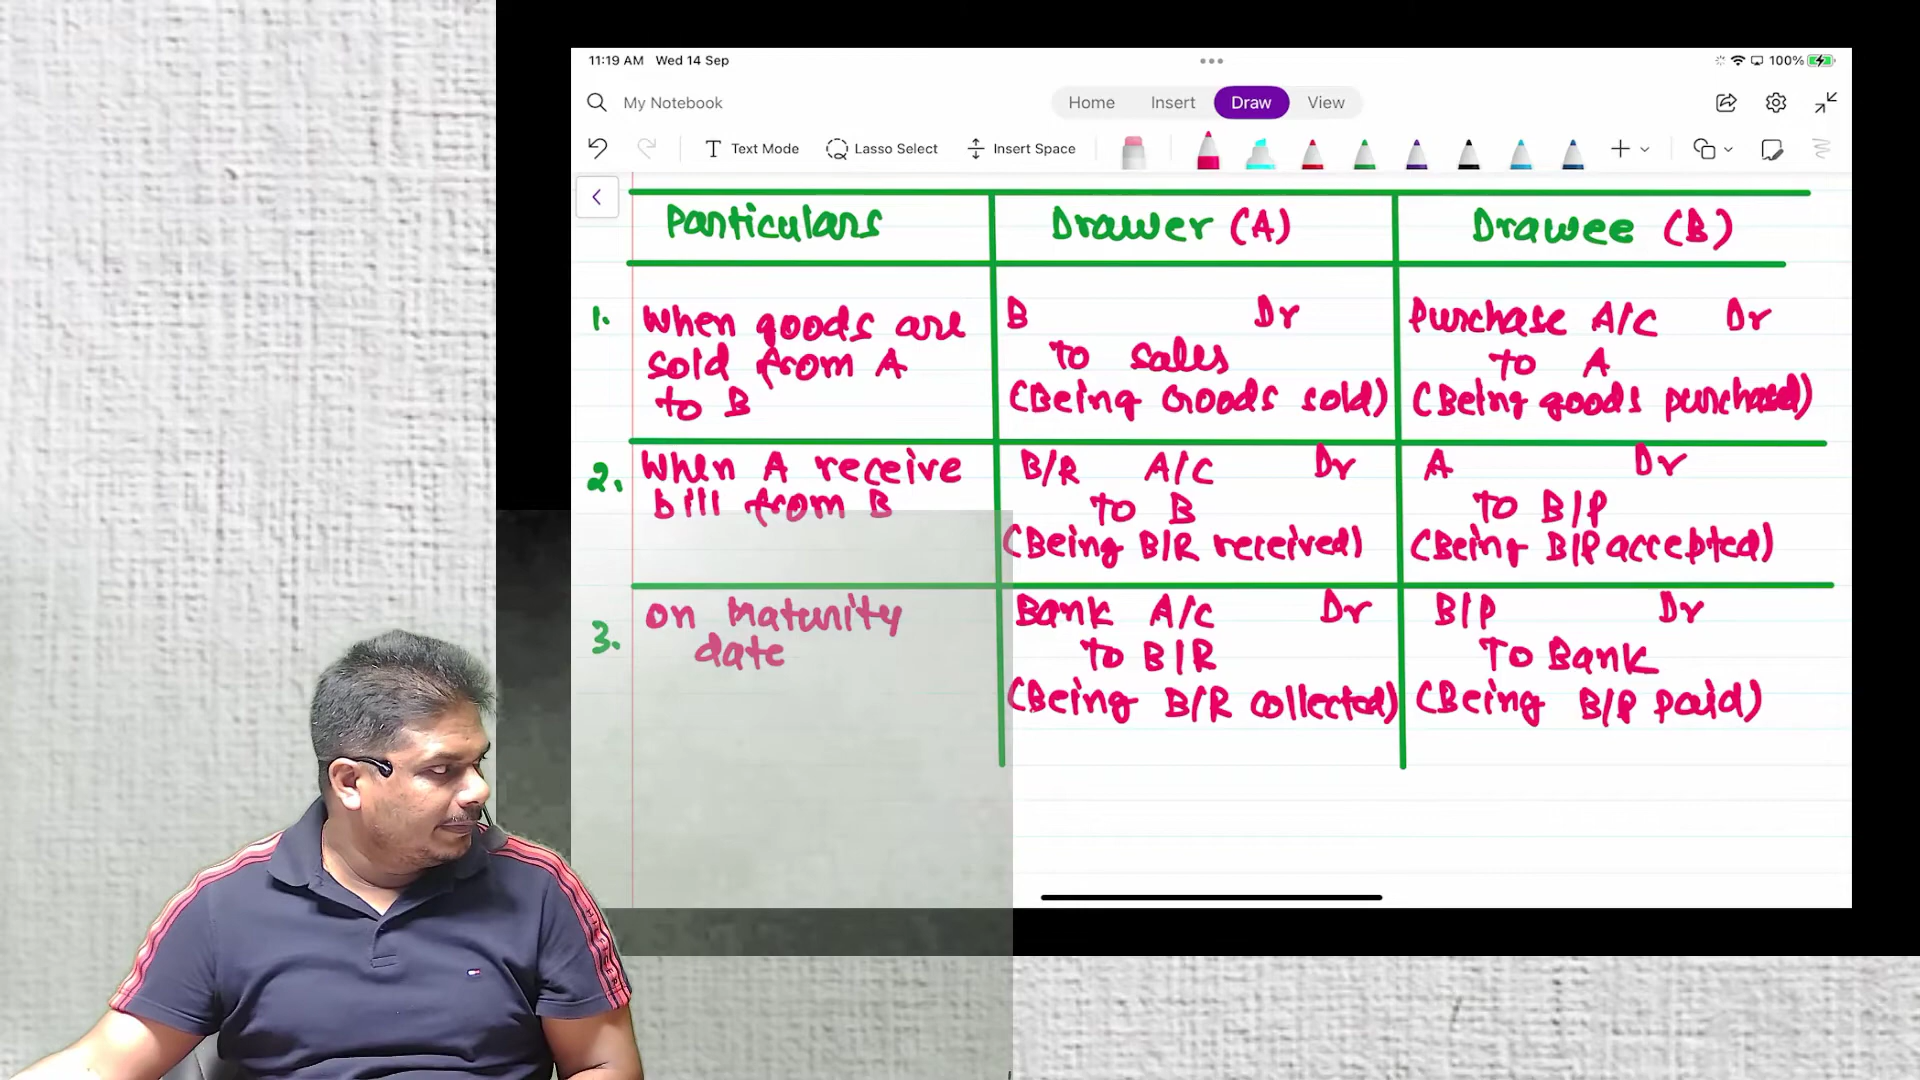 11:19 AM Wed 14 Sep
100%
My Notebook
Home Insert Draw View
Text Mode Lasso Select Insert Space
Particulars Drawer (A) Drawee (B)
1. When goods are
sold from A
to B
B Dr
To sales
(Being Goods sold)
Purchase A/C Dr
To A
(Being goods purchased)
2. When A receive
bill from B
B/R A/C Dr
To B
(Being B/R received)
A Dr
To B/P
(Being B/P accepted)
3. on Maturity
date
Bank A/C Dr
To B/R
(Being B/R collected)
B/P Dr
To Bank
(Being B/P paid)